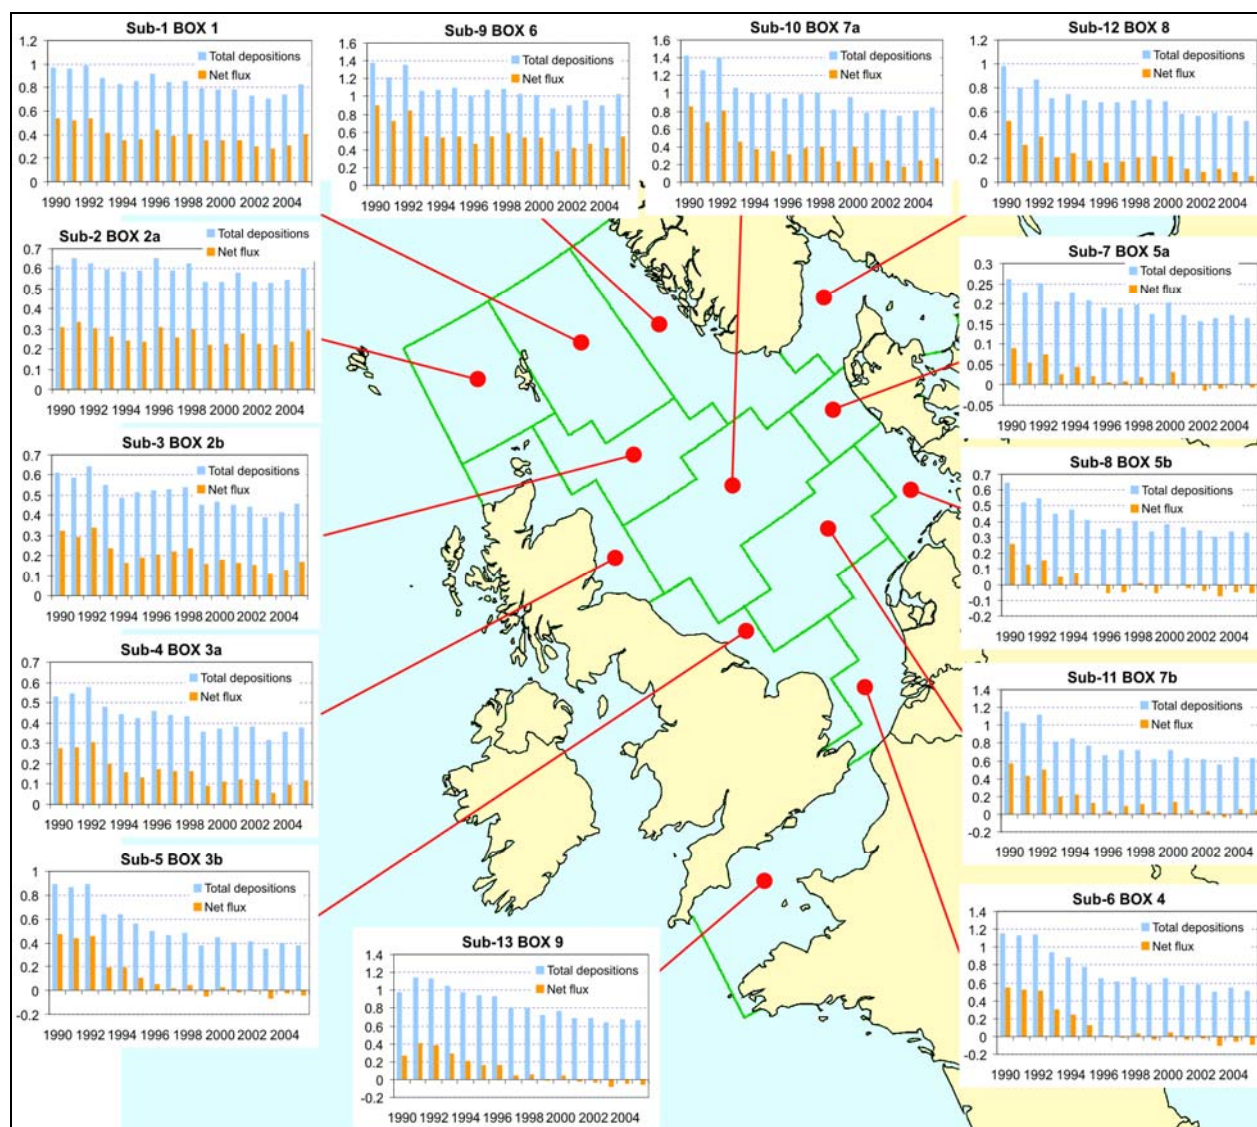 Sub-1 BOX 1
1.2
1
0.8
0.6
0.4
0.2
0
Total depositions
Net flux
1990 1992 1994 1996 1998 2000 2002 2004
Sub-9 BOX 6
1.6
1.4
1.2
1
0.8
0.6
0.4
0.2
0
Total depositions
Net flux
1990 1992 1994 1996 1998 2000 2002 2004
Sub-10 BOX 7a
1.6
1.4
1.2
1
0.8
0.6
0.4
0.2
0
Total depositions
Net flux
1990 1992 1994 1996 1998 2000 2002 2004
Sub-12 BOX 8
1.2
1
0.8
0.6
0.4
0.2
0
Total depositions
Net flux
1990 1992 1994 1996 1998 2000 2002 2004
Sub-2 BOX 2a
0.7
0.6
0.5
0.4
0.3
0.2
0.1
0
Total depositions
Net flux
1990 1992 1994 1996 1998 2000 2002 2004
Sub-7 BOX 5a
0.3
0.25
0.2
0.15
0.1
0.05
0
-0.05
Total depositions
Net flux
1990 1992 1994 1996 1998 2000 2002 2004
Sub-3 BOX 2b
0.7
0.6
0.5
0.4
0.3
0.2
0.1
0
Total depositions
Net flux
1990 1992 1994 1996 1998 2000 2002 2004
Sub-8 BOX 5b
0.7
0.6
0.5
0.4
0.3
0.2
0.1
0
-0.1
-0.2
Total depositions
Net flux
1990 1992 1994 1996 1998 2000 2002 2004
Sub-4 BOX 3a
0.7
0.6
0.5
0.4
0.3
0.2
0.1
0
Total depositions
Net flux
1990 1992 1994 1996 1998 2000 2002 2004
Sub-11 BOX 7b
1.4
1.2
1
0.8
0.6
0.4
0.2
0
-0.2
Total depositions
Net flux
1990 1992 1994 1996 1998 2000 2002 2004
Sub-5 BOX 3b
1
0.8
0.6
0.4
0.2
0
-0.2
Total depositions
Net flux
1990 1992 1994 1996 1998 2000 2002 2004
Sub-13 BOX 9
1.4
1.2
1
0.8
0.6
0.4
0.2
0
-0.2
Total depositions
Net flux
1990 1992 1994 1996 1998 2000 2002 2004
Sub-6 BOX 4
1.4
1.2
1
0.8
0.6
0.4
0.2
0
-0.2
Total depositions
Net flux
1990 1992 1994 1996 1998 2000 2002 2004